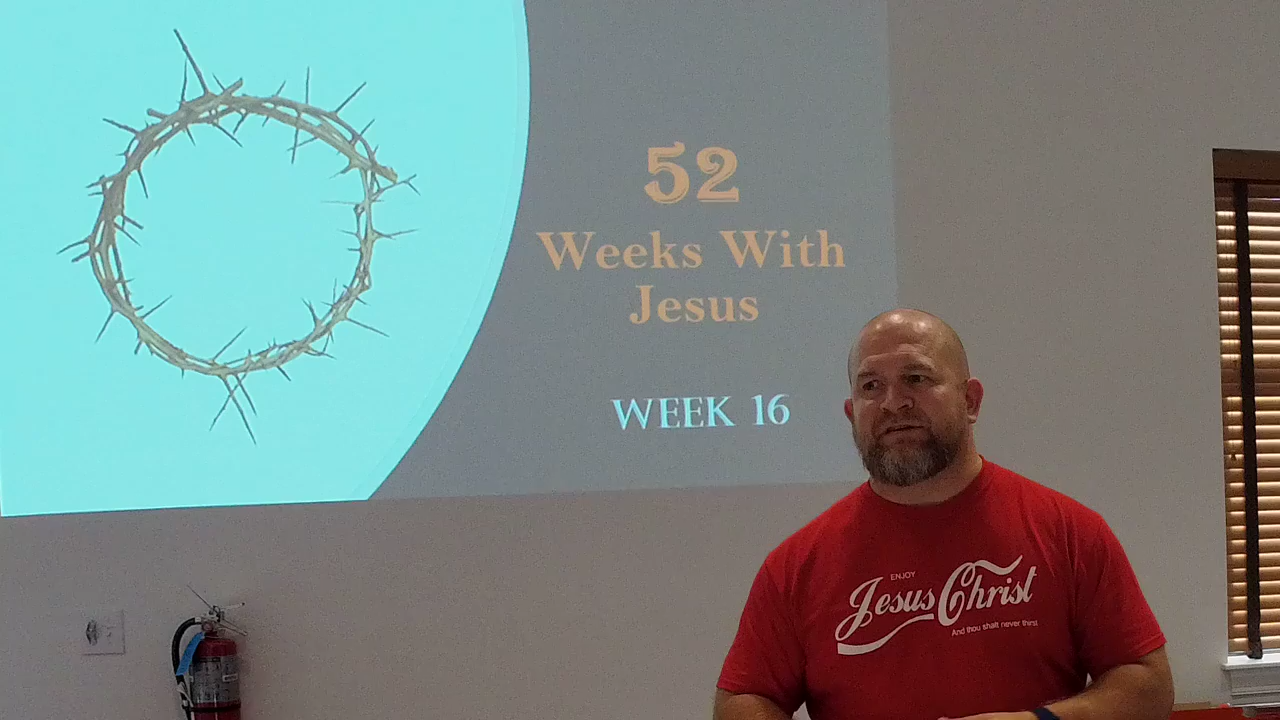 52
Weeks With
Jesus
WEEK 16
ENJOY
Jesus Christ
And thou shalt never thirst